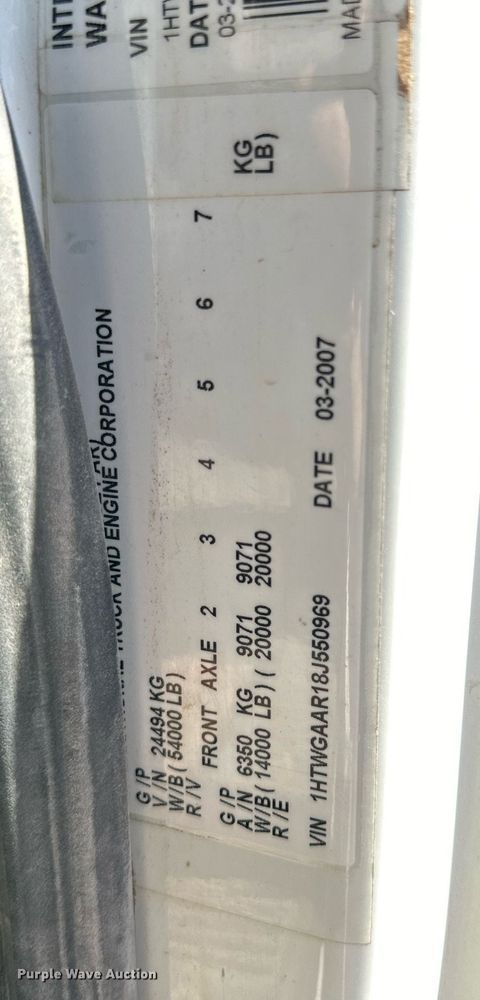 INTE
WA
VIN 1HTV
DAT
03-2
MAD
TRUCK AND ENGINE CORPORATION
G/P
V/N 24494 KG
W/B ( 54000 LB )
R/V
FRONT AXLE 2 3 4 5 6 7
G/P
A/N 6350 KG 9071 9071 KG
W/B ( 14000 LB ) ( 20000 20000 LB )
R/E
VIN 1HTWGAAR18J550969 DATE 03-2007
Purple Wave Auction